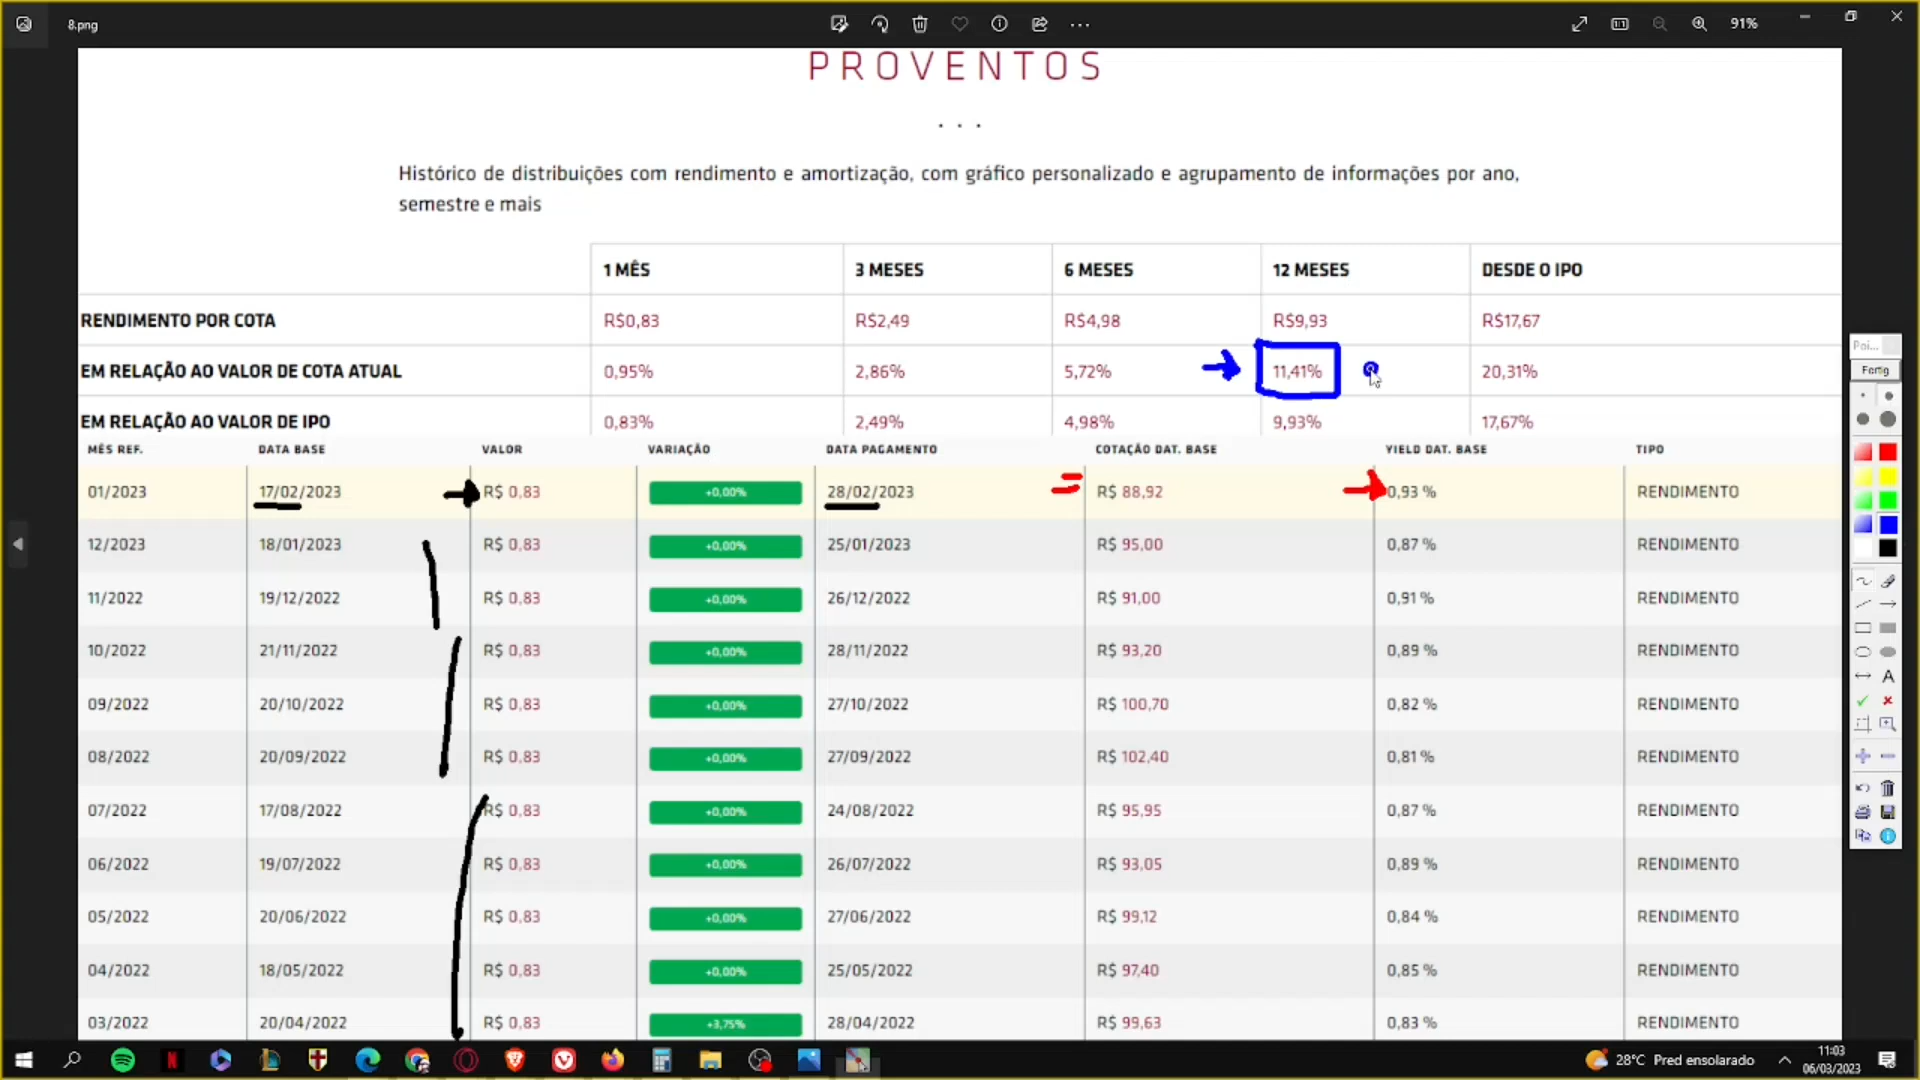 8.png
91%
PROVENTOS
. . .
Histórico de distribuições com rendimento e amortização, com gráfico personalizado e agrupamento de informações por ano,
semestre e mais
1 MÊS 3 MESES 6 MESES 12 MESES DESDE O IPO
RENDIMENTO POR COTA R$0,83 R$2,49 R$4,98 R$9,93 R$17,67
EM RELAÇÃO AO VALOR DE COTA ATUAL 0,95% 2,86% 5,72% 11,41% 20,31%
EM RELAÇÃO AO VALOR DE IPO 0,83% 2,49% 4,98% 9,93% 17,67%
MÊS REF. DATA BASE VALOR VARIAÇÃO DATA PAGAMENTO COTAÇÃO DAT. BASE YIELD DAT. BASE TIPO
01/2023 17/02/2023 R$ 0,83 +0,00% 28/02/2023 R$ 88,92 0,93 % RENDIMENTO
12/2023 18/01/2023 R$ 0,83 +0,00% 25/01/2023 R$ 95,00 0,87 % RENDIMENTO
11/2022 19/12/2022 R$ 0,83 +0,00% 26/12/2022 R$ 91,00 0,91 % RENDIMENTO
10/2022 21/11/2022 R$ 0,83 +0,00% 28/11/2022 R$ 93,20 0,89 % RENDIMENTO
09/2022 20/10/2022 R$ 0,83 +0,00% 27/10/2022 R$ 100,70 0,82 % RENDIMENTO
08/2022 20/09/2022 R$ 0,83 +0,00% 27/09/2022 R$ 102,40 0,81 % RENDIMENTO
07/2022 17/08/2022 R$ 0,83 +0,00% 24/08/2022 R$ 95,95 0,87 % RENDIMENTO
06/2022 19/07/2022 R$ 0,83 +0,00% 26/07/2022 R$ 93,05 0,89 % RENDIMENTO
05/2022 20/06/2022 R$ 0,83 +0,00% 27/06/2022 R$ 99,12 0,84 % RENDIMENTO
04/2022 18/05/2022 R$ 0,83 +0,00% 25/05/2022 R$ 97,40 0,85 % RENDIMENTO
03/2022 20/04/2022 R$ 0,83 +3,75% 28/04/2022 R$ 99,63 0,83 % RENDIMENTO
Poi...
Fertig
A
28°C Pred ensolarado
11:03
06/03/2023